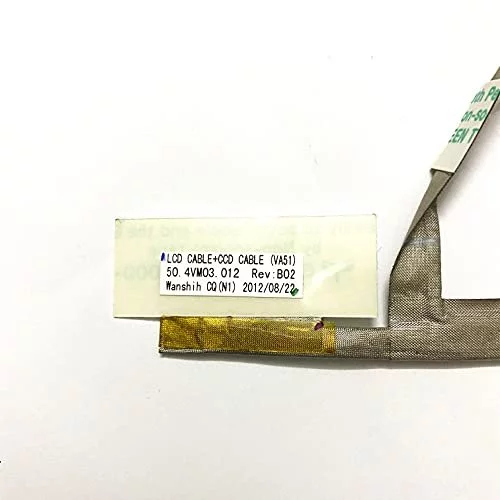 LCD CABLE+CCD CABLE (VA51)
50.4VM03.012 Rev:B02
Wanshih CQ(N1) 2012/08/22